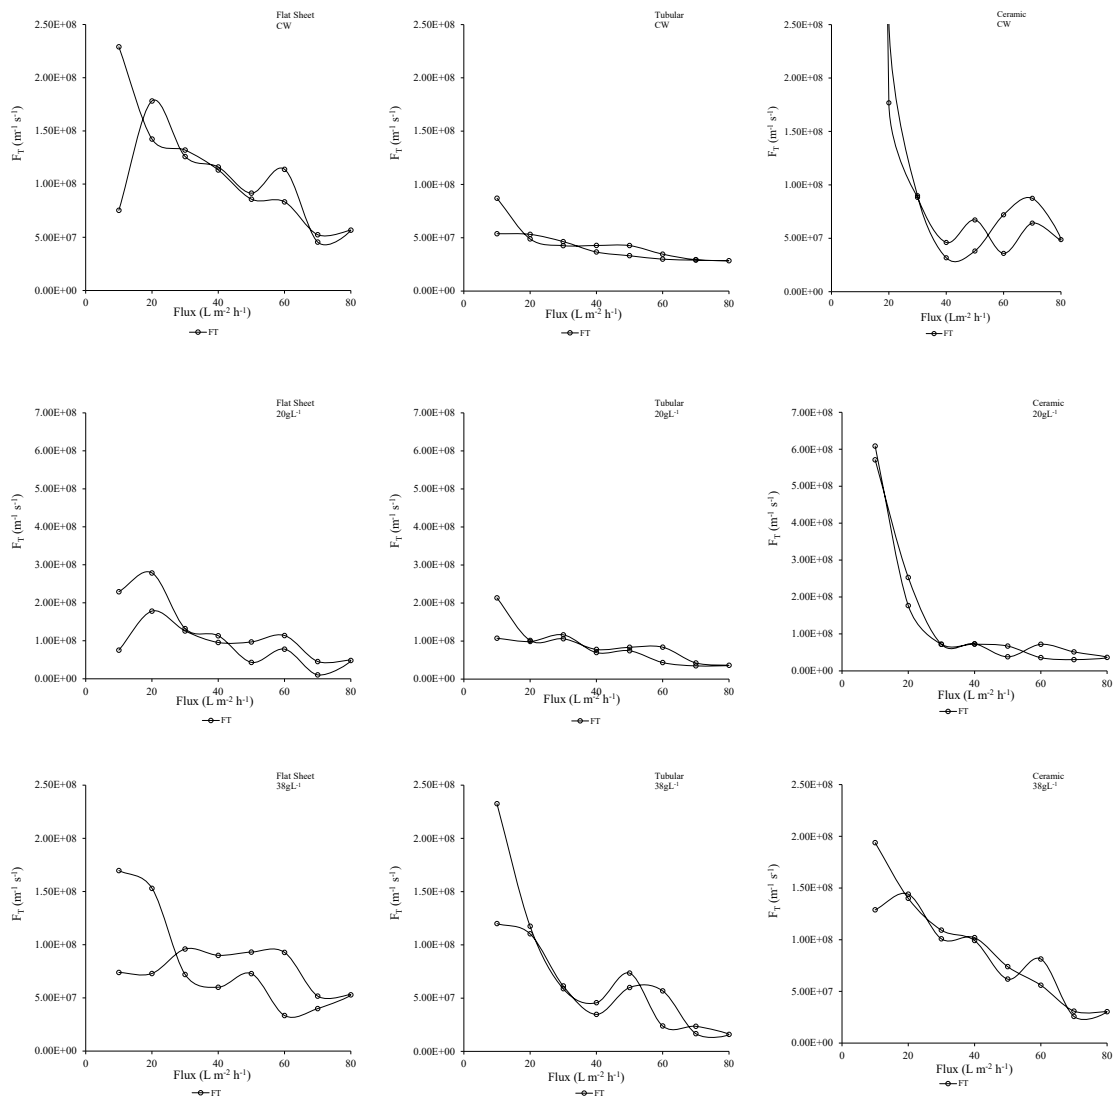 Flat Sheet
CW
2.50E+08
2.00E+08
1.50E+08
1.00E+08
5.00E+07
0.00E+00
F_T (m⁻¹ s⁻¹)
0 20 40 60 80
Flux (L m⁻² h⁻¹)
FT
Tubular
CW
2.50E+08
2.00E+08
1.50E+08
1.00E+08
5.00E+07
0.00E+00
F_T (m⁻¹ s⁻¹)
0 20 40 60 80
Flux (L m⁻² h⁻¹)
FT
Ceramic
CW
2.50E+08
2.00E+08
1.50E+08
1.00E+08
5.00E+07
0.00E+00
F_T (m⁻¹ s⁻¹)
0 20 40 60 80
Flux (Lm⁻² h⁻¹)
FT
Flat Sheet
20gL⁻¹
7.00E+08
6.00E+08
5.00E+08
4.00E+08
3.00E+08
2.00E+08
1.00E+08
0.00E+00
F_T (m⁻¹ s⁻¹)
0 20 40 60 80
Flux (L m⁻² h⁻¹)
FT
Tubular
20gL⁻¹
7.00E+08
6.00E+08
5.00E+08
4.00E+08
3.00E+08
2.00E+08
1.00E+08
0.00E+00
F_T (m⁻¹ s⁻¹)
0 20 40 60 80
Flux (L m⁻² h⁻¹)
FT
Ceramic
20gL⁻¹
7.00E+08
6.00E+08
5.00E+08
4.00E+08
3.00E+08
2.00E+08
1.00E+08
0.00E+00
F_T (m⁻¹ s⁻¹)
0 20 40 60 80
Flux (L m⁻² h⁻¹)
FT
Flat Sheet
38gL⁻¹
2.50E+08
2.00E+08
1.50E+08
1.00E+08
5.00E+07
0.00E+00
F_T (m⁻¹ s⁻¹)
0 20 40 60 80
Flux (L m⁻² h⁻¹)
FT
Tubular
38gL⁻¹
2.50E+08
2.00E+08
1.50E+08
1.00E+08
5.00E+07
0.00E+00
F_T (m⁻¹ s⁻¹)
0 20 40 60 80
Flux (L m⁻² h⁻¹)
FT
Ceramic
38gL⁻¹
2.50E+08
2.00E+08
1.50E+08
1.00E+08
5.00E+07
0.00E+00
F_T (m⁻¹ s⁻¹)
0 20 40 60 80
Flux (L m⁻² h⁻¹)
FT